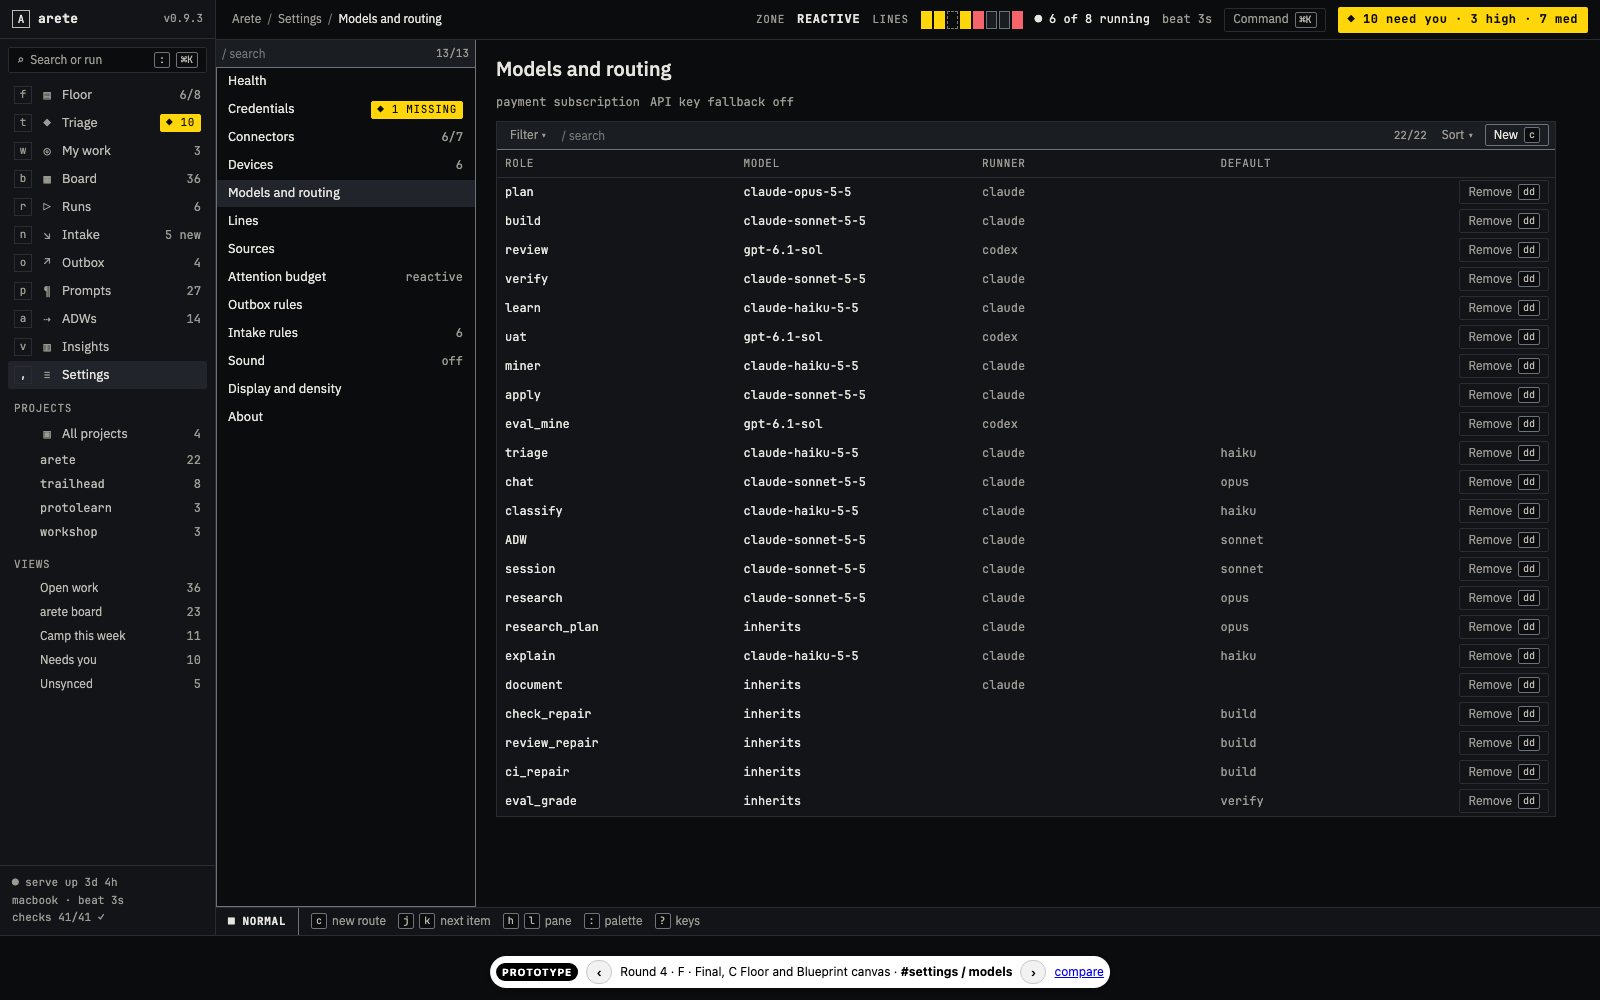 A arete v0.9.3
Search or run : ⌘K
f Floor 6/8
t Triage ◆ 10
w My work 3
b Board 36
r Runs 6
n Intake 5 new
o Outbox 4
p Prompts 27
a ADWs 14
v Insights
, Settings
PROJECTS
All projects 4
arete 22
trailhead 8
protolearn 3
workshop 3
VIEWS
Open work 36
arete board 23
Camp this week 11
Needs you 10
Unsynced 5
● serve up 3d 4h
macbook · beat 3s
checks 41/41 ✓
Arete / Settings / Models and routing
ZONE REACTIVE LINES ● 6 of 8 running beat 3s Command ⌘K ◆ 10 need you · 3 high · 7 med
/ search 13/13
Health
Credentials ◆ 1 MISSING
Connectors 6/7
Devices 6
Models and routing
Lines
Sources
Attention budget reactive
Outbox rules
Intake rules 6
Sound off
Display and density
About
Models and routing
payment subscription API key fallback off
Filter ▾ / search 22/22 Sort ▾ New c
ROLE MODEL RUNNER DEFAULT
plan claude-opus-5-5 claude Remove dd
build claude-sonnet-5-5 claude Remove dd
review gpt-6.1-sol codex Remove dd
verify claude-sonnet-5-5 claude Remove dd
learn claude-haiku-5-5 claude Remove dd
uat gpt-6.1-sol codex Remove dd
miner claude-haiku-5-5 claude Remove dd
apply claude-sonnet-5-5 claude Remove dd
eval_mine gpt-6.1-sol codex Remove dd
triage claude-haiku-5-5 claude haiku Remove dd
chat claude-sonnet-5-5 claude opus Remove dd
classify claude-haiku-5-5 claude haiku Remove dd
ADW claude-sonnet-5-5 claude sonnet Remove dd
session claude-sonnet-5-5 claude sonnet Remove dd
research claude-sonnet-5-5 claude opus Remove dd
research_plan inherits claude opus Remove dd
explain claude-haiku-5-5 claude haiku Remove dd
document inherits claude Remove dd
check_repair inherits build Remove dd
review_repair inherits build Remove dd
ci_repair inherits build Remove dd
eval_grade inherits verify Remove dd
■ NORMAL c new route j k next item h l pane : palette ? keys
PROTOTYPE ‹ Round 4 · F · Final, C Floor and Blueprint canvas · #settings / models › compare